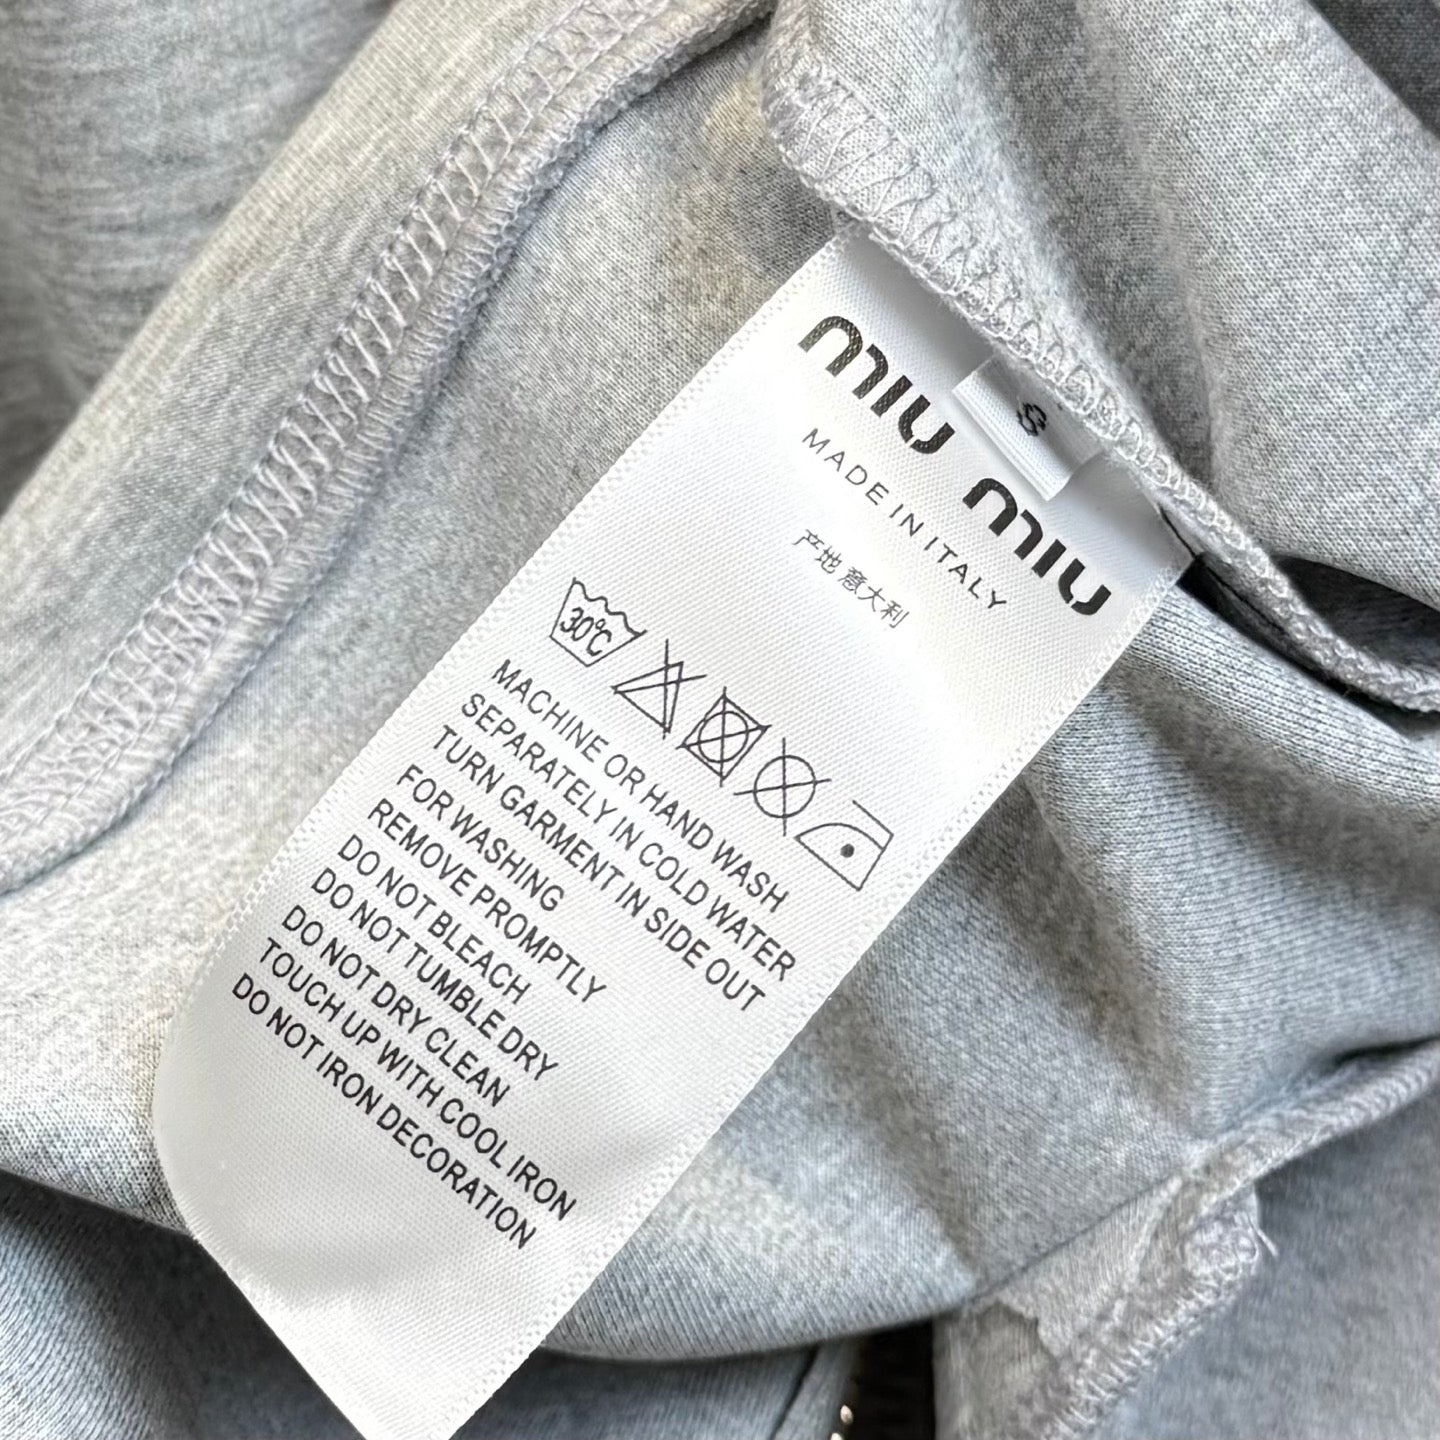 miu miu
S
MADE IN ITALY
产地 意大利
30°C
MACHINE OR HAND WASH
SEPARATELY IN COLD WATER
TURN GARMENT IN SIDE OUT
FOR WASHING
REMOVE PROMPTLY
DO NOT BLEACH
DO NOT TUMBLE DRY
DO NOT DRY CLEAN
TOUCH UP WITH COOL IRON
DO NOT IRON DECORATION